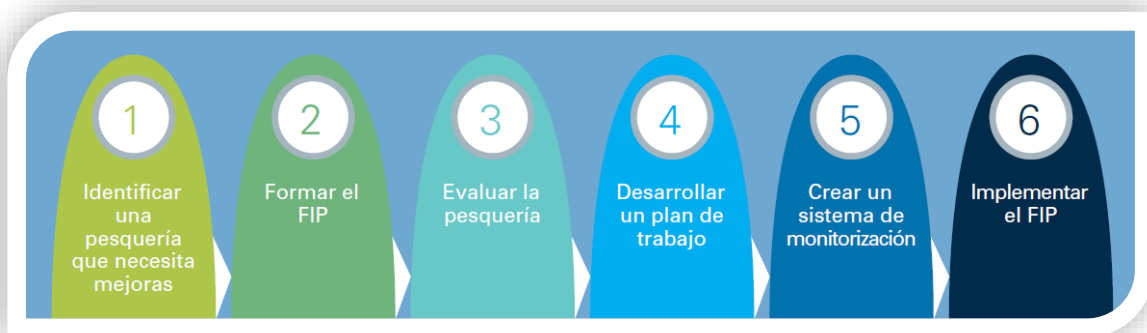 1
Identificar
una
pesquería
que necesita
mejoras
2
Formar el
FIP
3
Evaluar la
pesquería
4
Desarrollar
un plan de
trabajo
5
Crear un
sistema de
monitorización
6
Implementar
el FIP